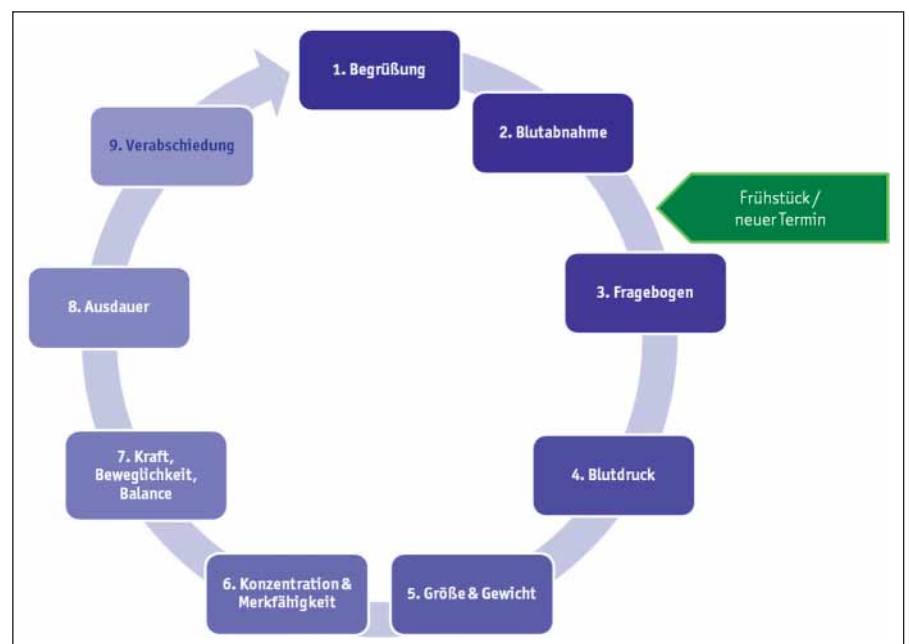 1. Begrüßung
2. Blutabnahme
Frühstück /
neuer Termin
3. Fragebogen
4. Blutdruck
5. Größe & Gewicht
6. Konzentration &
Merkfähigkeit
7. Kraft,
Beweglichkeit,
Balance
8. Ausdauer
9. Verabschiedung